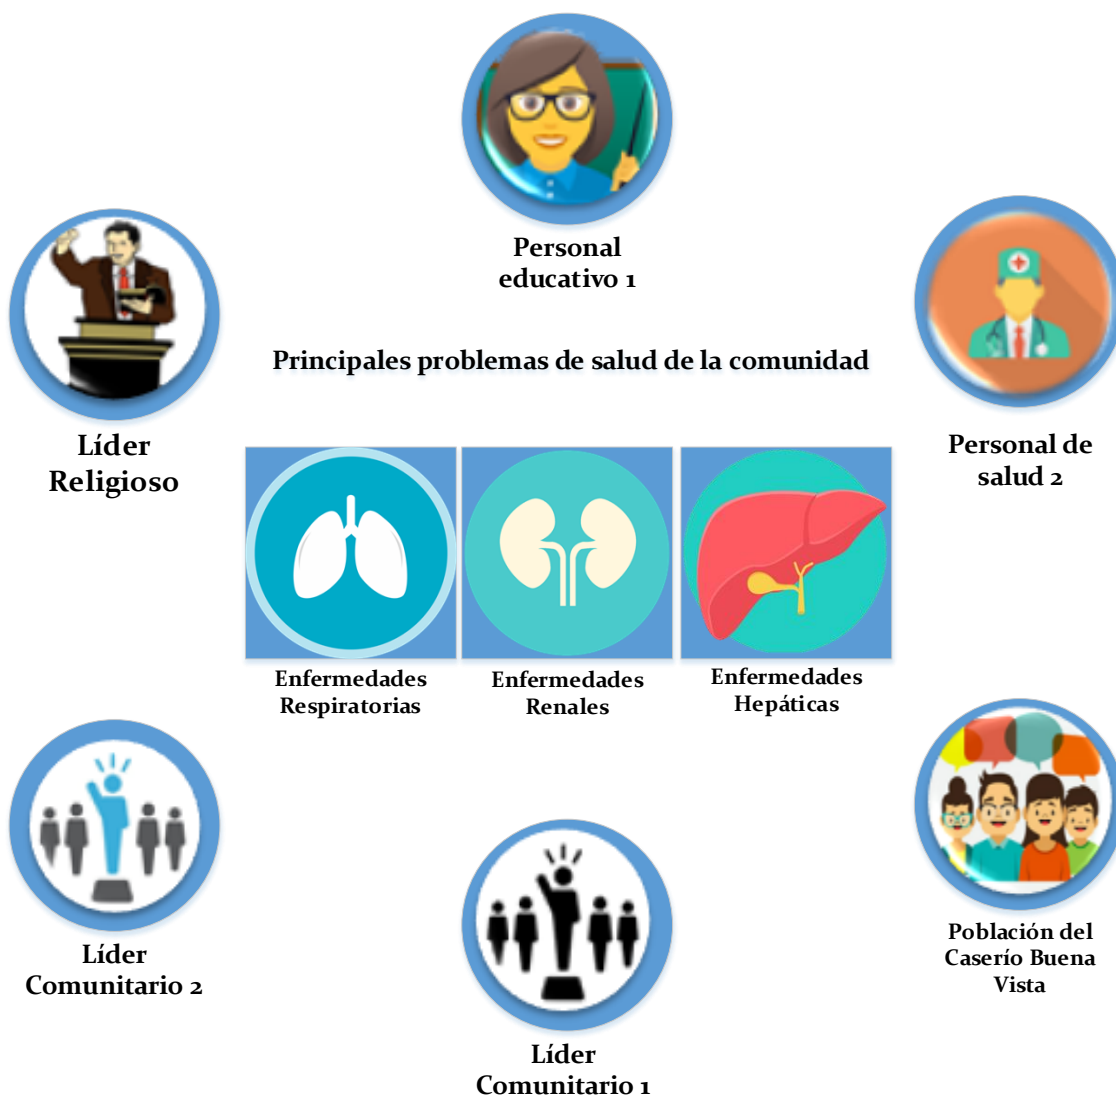 Personal
educativo 1
Líder
Religioso
Personal de
salud 2
Principales problemas de salud de la comunidad
Enfermedades
Respiratorias
Enfermedades
Renales
Enfermedades
Hepáticas
Líder
Comunitario 2
Líder
Comunitario 1
Población del
Caserío Buena
Vista